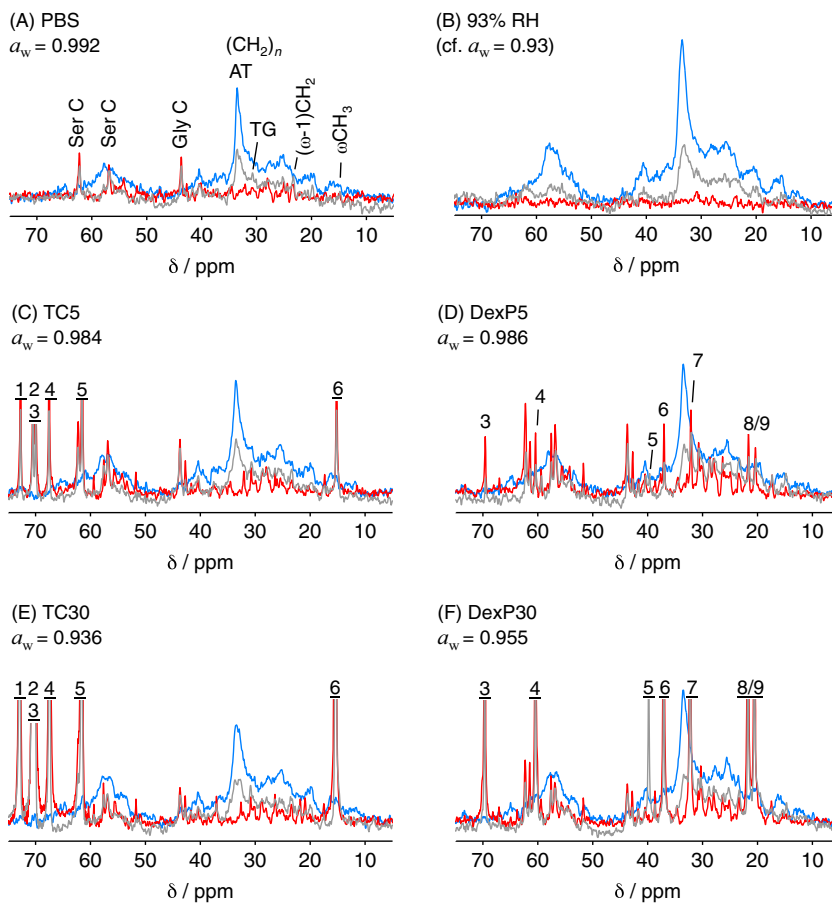 (A) PBS
a_w = 0.992
(CH₂)ₙ
AT
Ser C
Ser C
Gly C
TG
(ω-1)CH₂
ωCH₃
70 60 50 40 30 20 10
δ / ppm
(B) 93% RH
(cf. a_w = 0.93)
70 60 50 40 30 20 10
δ / ppm
(C) TC5
a_w = 0.984
1 2 3 4 5 6
70 60 50 40 30 20 10
δ / ppm
(D) DexP5
a_w = 0.986
3 4 5 6 7 8/9
70 60 50 40 30 20 10
δ / ppm
(E) TC30
a_w = 0.936
1 2 3 4 5 6
70 60 50 40 30 20 10
δ / ppm
(F) DexP30
a_w = 0.955
3 4 5 6 7 8/9
70 60 50 40 30 20 10
δ / ppm